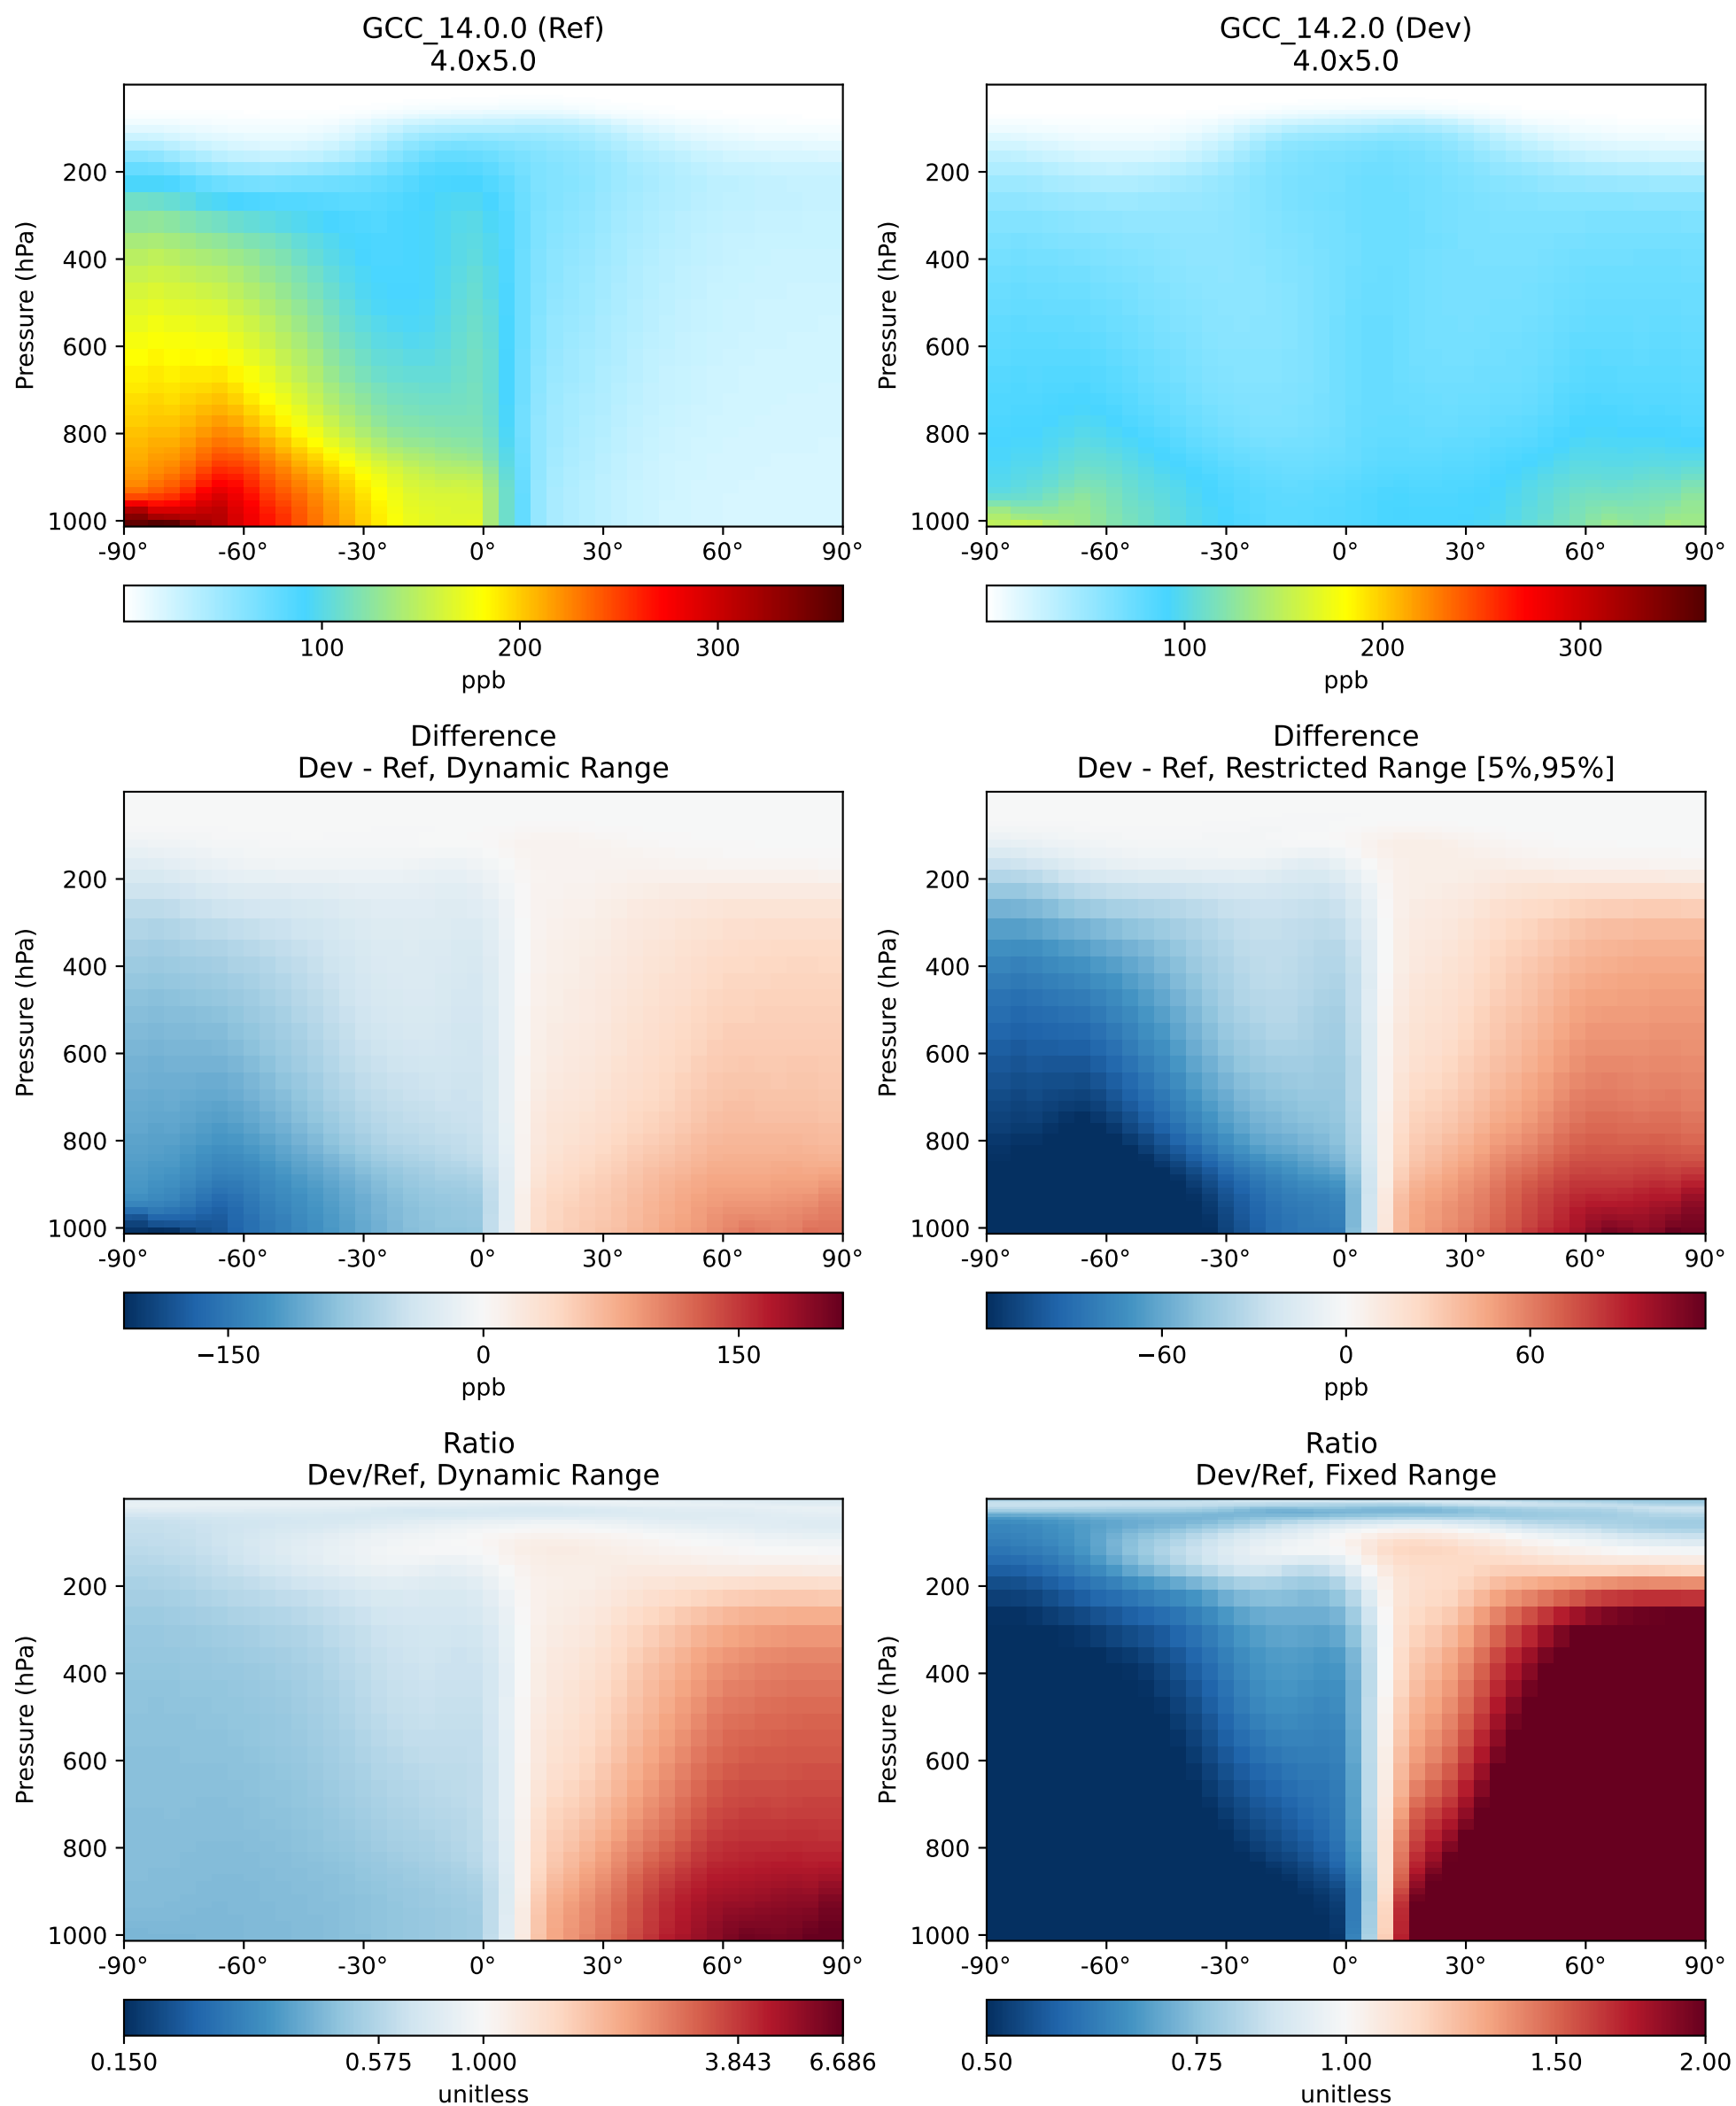 GCC_14.0.0 (Ref)
4.0x5.0
GCC_14.2.0 (Dev)
4.0x5.0
Pressure (hPa)
200
400
600
800
1000
-90° -60° -30° 0° 30° 60° 90°
100 200 300
ppb
Pressure (hPa)
200
400
600
800
1000
-90° -60° -30° 0° 30° 60° 90°
100 200 300
ppb
Difference
Dev - Ref, Dynamic Range
Pressure (hPa)
200
400
600
800
1000
-90° -60° -30° 0° 30° 60° 90°
−150 0 150
ppb
Difference
Dev - Ref, Restricted Range [5%,95%]
Pressure (hPa)
200
400
600
800
1000
-90° -60° -30° 0° 30° 60° 90°
−60 0 60
ppb
Ratio
Dev/Ref, Dynamic Range
Pressure (hPa)
200
400
600
800
1000
-90° -60° -30° 0° 30° 60° 90°
0.150 0.575 1.000 3.843 6.686
unitless
Ratio
Dev/Ref, Fixed Range
Pressure (hPa)
200
400
600
800
1000
-90° -60° -30° 0° 30° 60° 90°
0.50 0.75 1.00 1.50 2.00
unitless